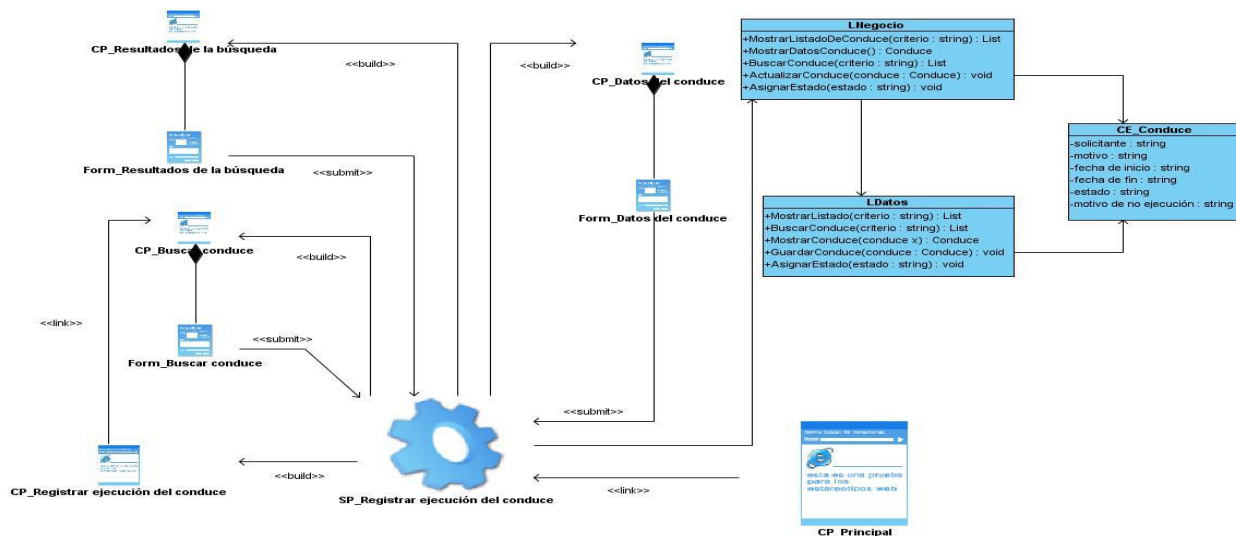 CP_Resultados de la búsqueda
<<build>>
<<build>>
CP_Datos del conduce
LNegocio
+MostrarListadoDeConduce(criterio : string) : List
+MostrarDatosConduce() : Conduce
+BuscarConduce(criterio : string) : List
+ActualizarConduce(conduce : Conduce) : void
+AsignarEstado(estado : string) : void
CE_Conduce
-solicitante : string
-motivo : string
-fecha de inicio : string
-fecha de fin : string
-estado : string
-motivo de no ejecución : string
Form_Resultados de la búsqueda
<<submit>>
Form_Datos del conduce
LDatos
+MostrarListado(criterio : string) : List
+BuscarConduce(criterio : string) : List
+MostrarConduce(conduce x) : Conduce
+GuardarConduce(conduce : Conduce) : void
+AsignarEstado(estado : string) : void
CP_Buscar conduce
<<build>>
<<link>>
Form_Buscar conduce
<<submit>>
<<submit>>
CP_Registrar ejecución del conduce
<<build>>
SP_Registrar ejecución del conduce
<<link>>
esta es una prueba
para los
estereotipos web
CP_Principal